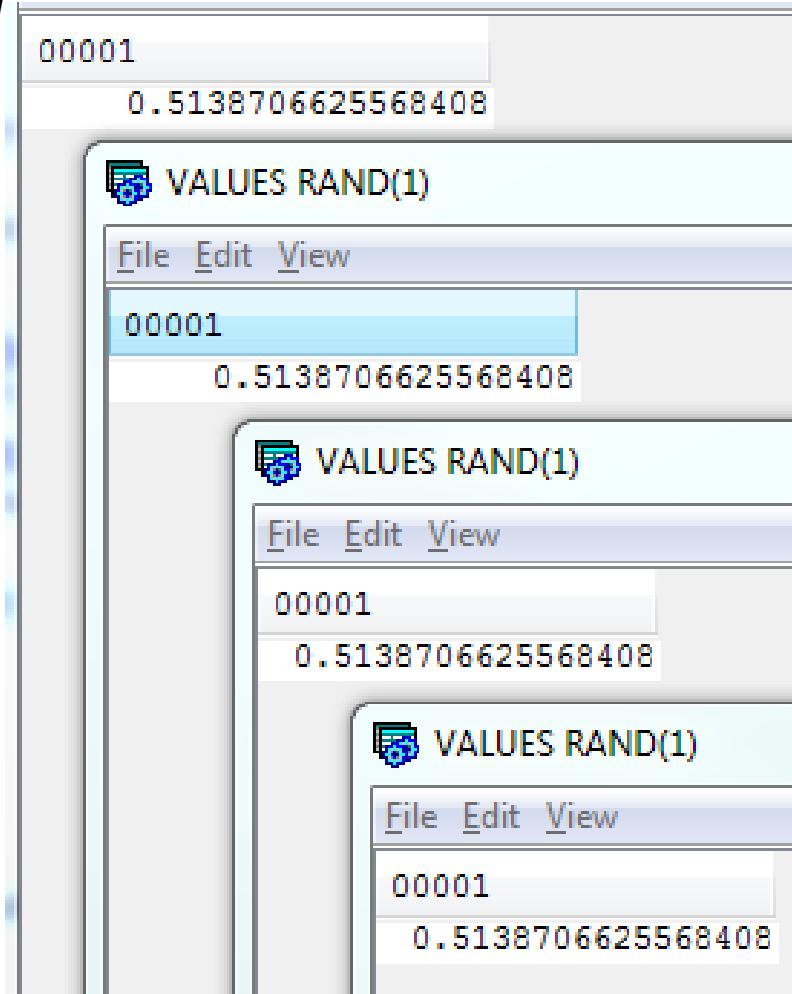 00001
0.5138706625568408
VALUES RAND(1)
File Edit View
00001
0.5138706625568408
VALUES RAND(1)
File Edit View
00001
0.5138706625568408
VALUES RAND(1)
File Edit View
00001
0.5138706625568408